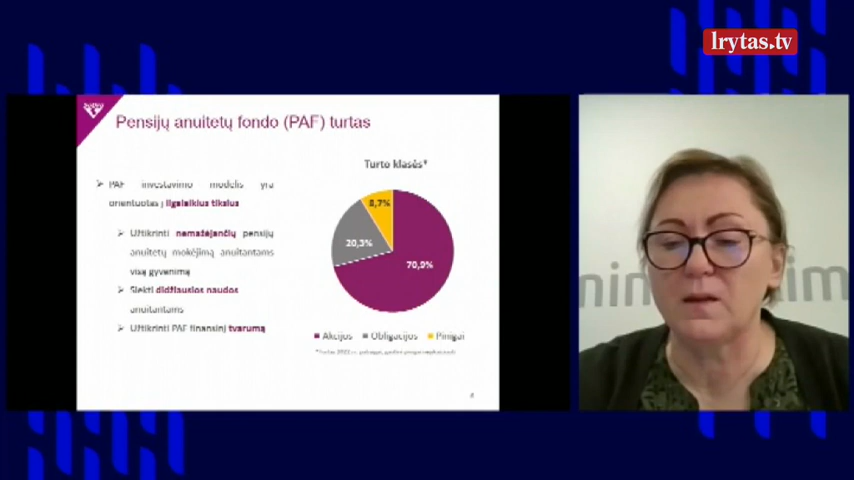 lrytas.tv
Pensijų anuitetų fondo (PAF) turtas
Turto klasės*
PAF investavimo modelis yra
orientuotas į ilgalaikius tikslus
Užtikrinti nemažėjančių pensijų
anuitetų mokėjimą anuitantams
visą gyvenimą
Siekti didžiausios naudos
anuitantams
Užtikrinti PAF finansinį tvarumą
8,7%
20,3%
70,9%
Akcijos Obligacijos Pinigai